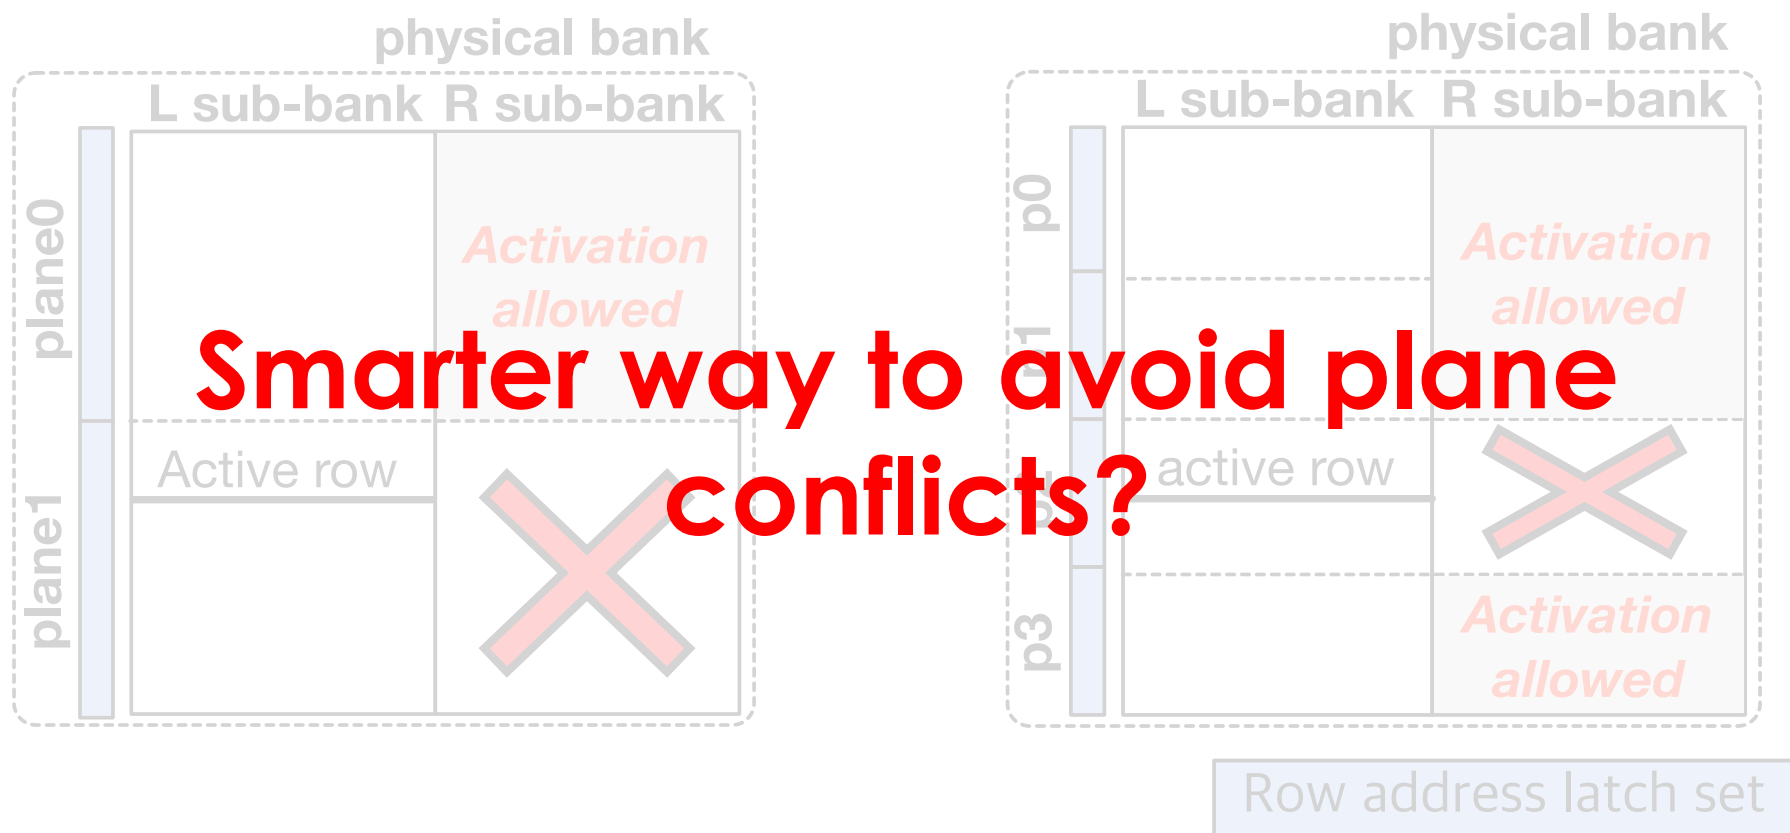 physical bank
L sub-bank R sub-bank
plane0
Activation
allowed
Active row
plane1
physical bank
L sub-bank R sub-bank
p0
Activation
allowed
active row
p3
Activation
allowed
Smarter way to avoid plane
conflicts?
Row address latch set